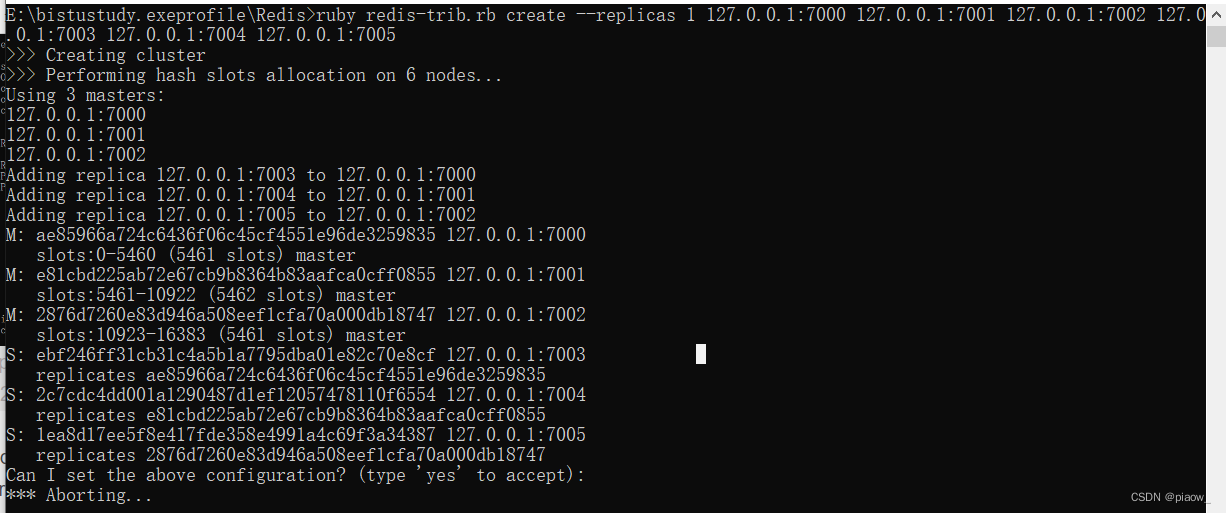 E:\bistustudy.exeprofile\Redis>ruby redis-trib.rb create --replicas 1 127.0.0.1:7000 127.0.0.1:7001 127.0.0.1:7002 127.0
.0.1:7003 127.0.0.1:7004 127.0.0.1:7005
>>> Creating cluster
>>> Performing hash slots allocation on 6 nodes...
Using 3 masters:
127.0.0.1:7000
127.0.0.1:7001
127.0.0.1:7002
Adding replica 127.0.0.1:7003 to 127.0.0.1:7000
Adding replica 127.0.0.1:7004 to 127.0.0.1:7001
Adding replica 127.0.0.1:7005 to 127.0.0.1:7002
M: ae85966a724c6436f06c45cf4551e96de3259835 127.0.0.1:7000
   slots:0-5460 (5461 slots) master
M: e81cbd225ab72e67cb9b8364b83aafca0cff0855 127.0.0.1:7001
   slots:5461-10922 (5462 slots) master
M: 2876d7260e83d946a508eef1cfa70a000db18747 127.0.0.1:7002
   slots:10923-16383 (5461 slots) master
S: ebf246ff31cb31c4a5b1a7795dba01e82c70e8cf 127.0.0.1:7003
   replicates ae85966a724c6436f06c45cf4551e96de3259835
S: 2c7cdc4dd001a1290487d1ef12057478110f6554 127.0.0.1:7004
   replicates e81cbd225ab72e67cb9b8364b83aafca0cff0855
S: 1ea8d17ee5f8e417fde358e4991a4c69f3a34387 127.0.0.1:7005
   replicates 2876d7260e83d946a508eef1cfa70a000db18747
Can I set the above configuration? (type 'yes' to accept):
*** Aborting...
CSDN @piaow_